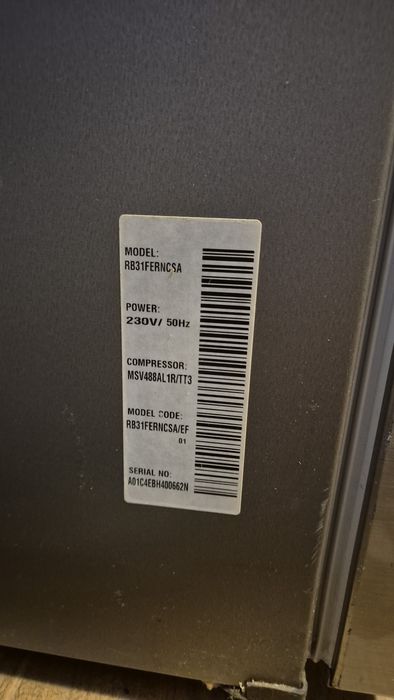 MODEL:
RB31FERNCSA
POWER:
230V/ 50Hz
COMPRESSOR:
MSV488AL1R/TT3
MODEL CODE:
RB31FERNCSA/EF
01
SERIAL NO:
A01C4EBH400662N